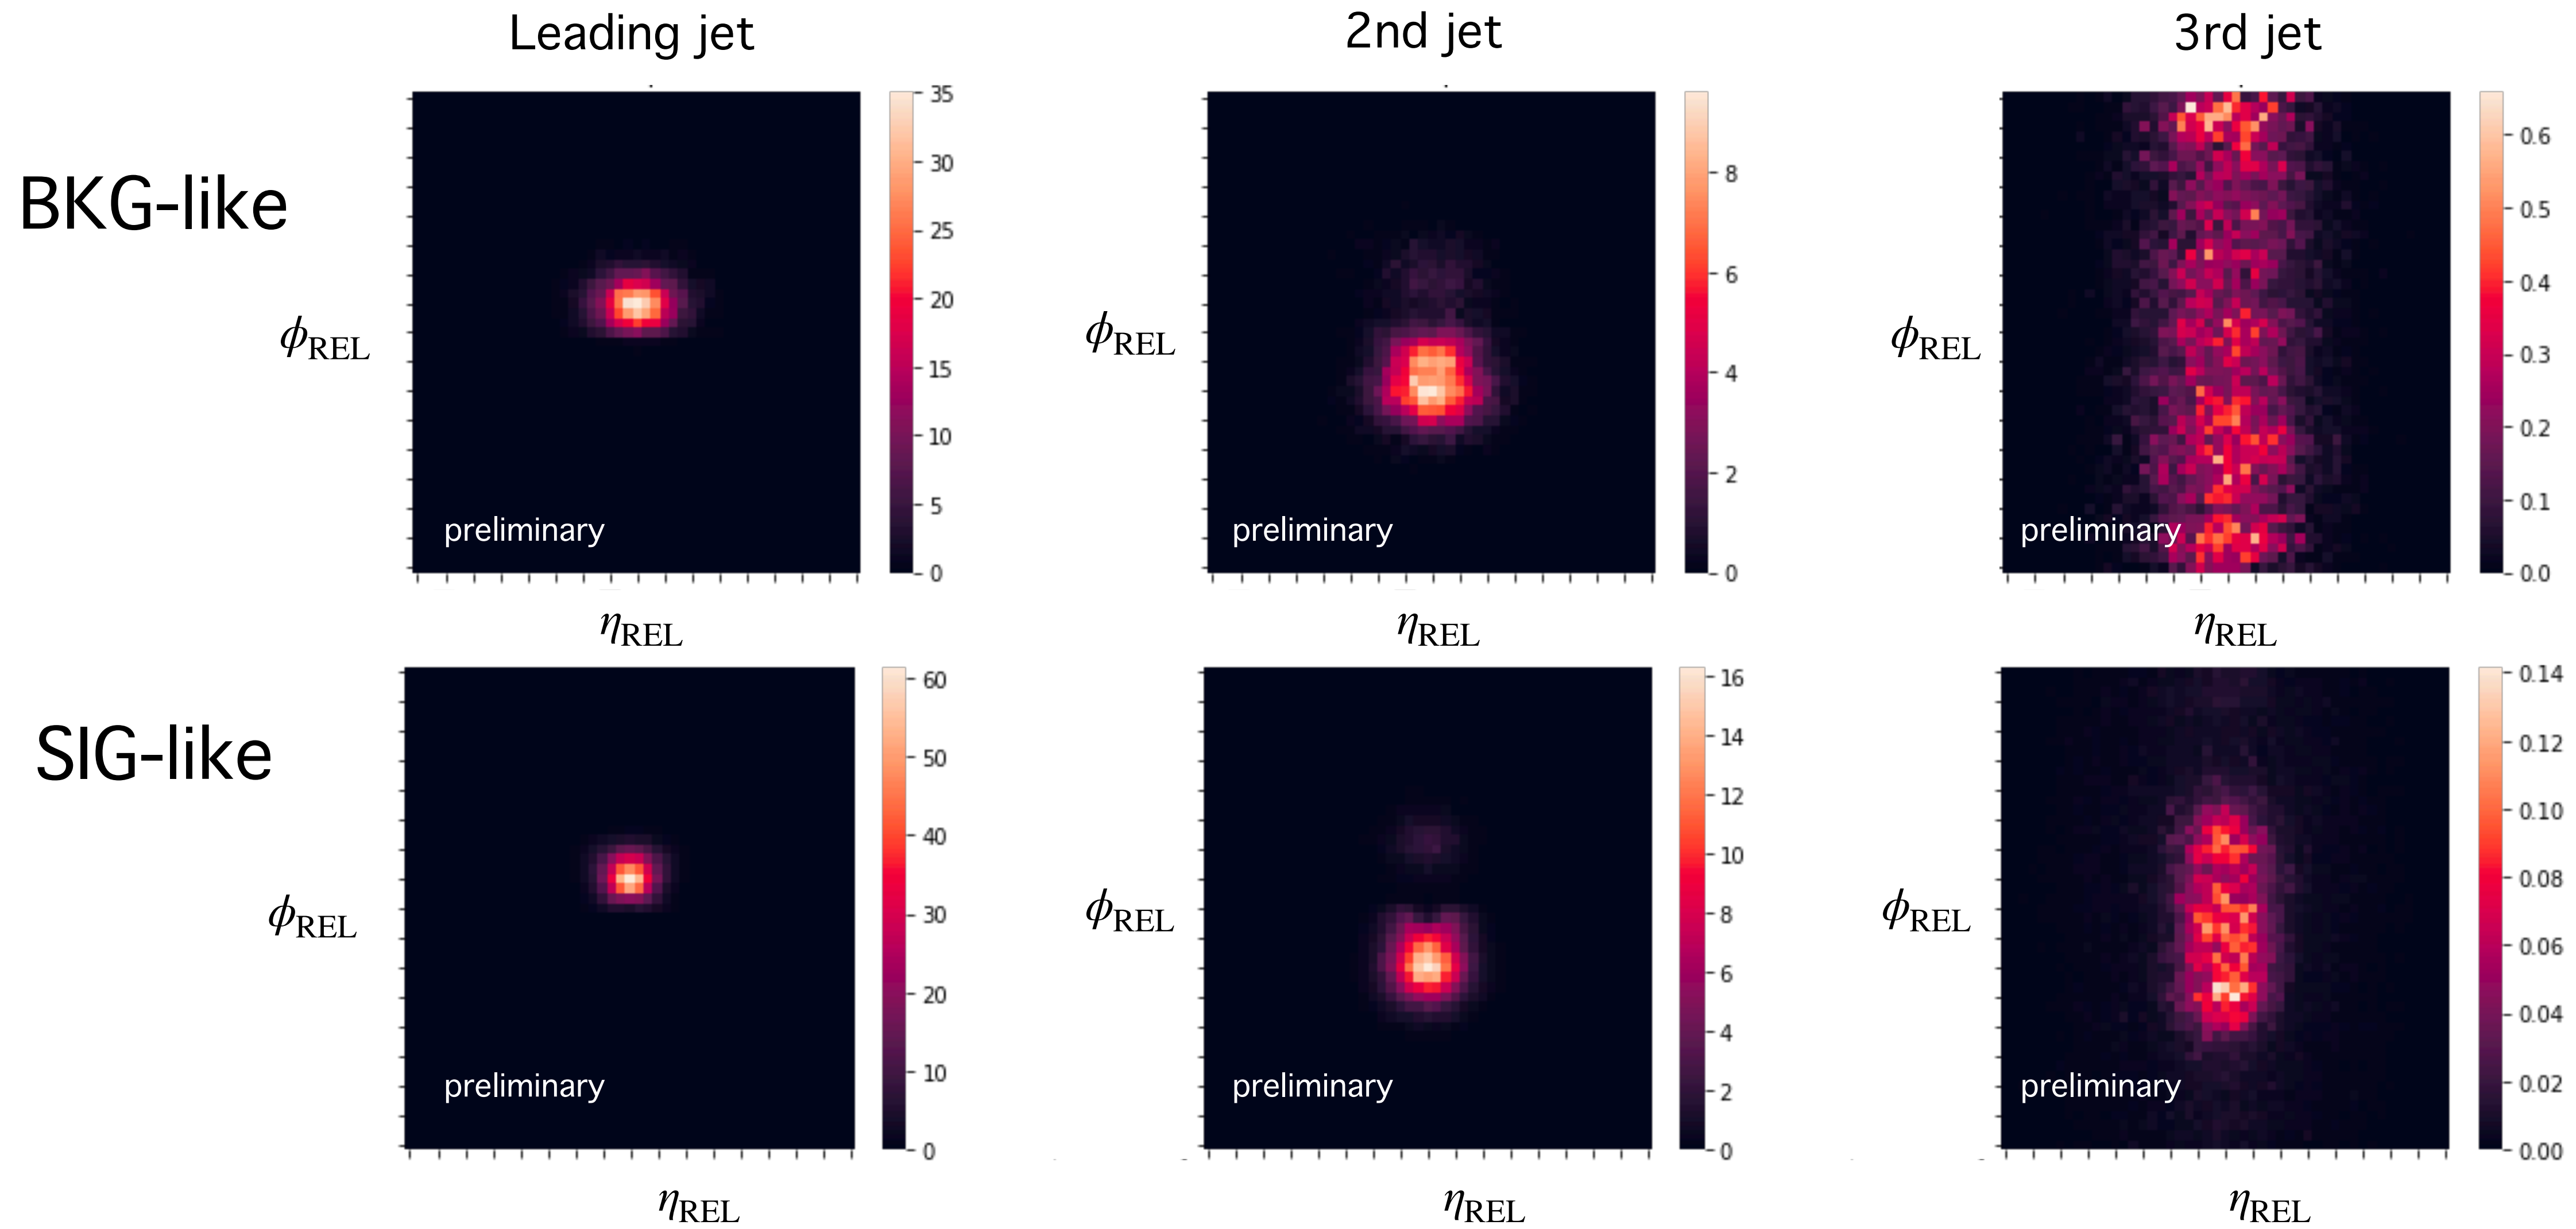 Leading jet
2nd jet
3rd jet
BKG-like
ϕREL
35
30
25
20
15
10
5
0
preliminary
ηREL
ϕREL
8
6
4
2
0
preliminary
ηREL
ϕREL
0.6
0.5
0.4
0.3
0.2
0.1
0.0
preliminary
ηREL
SIG-like
ϕREL
60
50
40
30
20
10
0
preliminary
ηREL
ϕREL
16
14
12
10
8
6
4
2
0
preliminary
ηREL
ϕREL
0.14
0.12
0.10
0.08
0.06
0.04
0.02
0.00
preliminary
ηREL